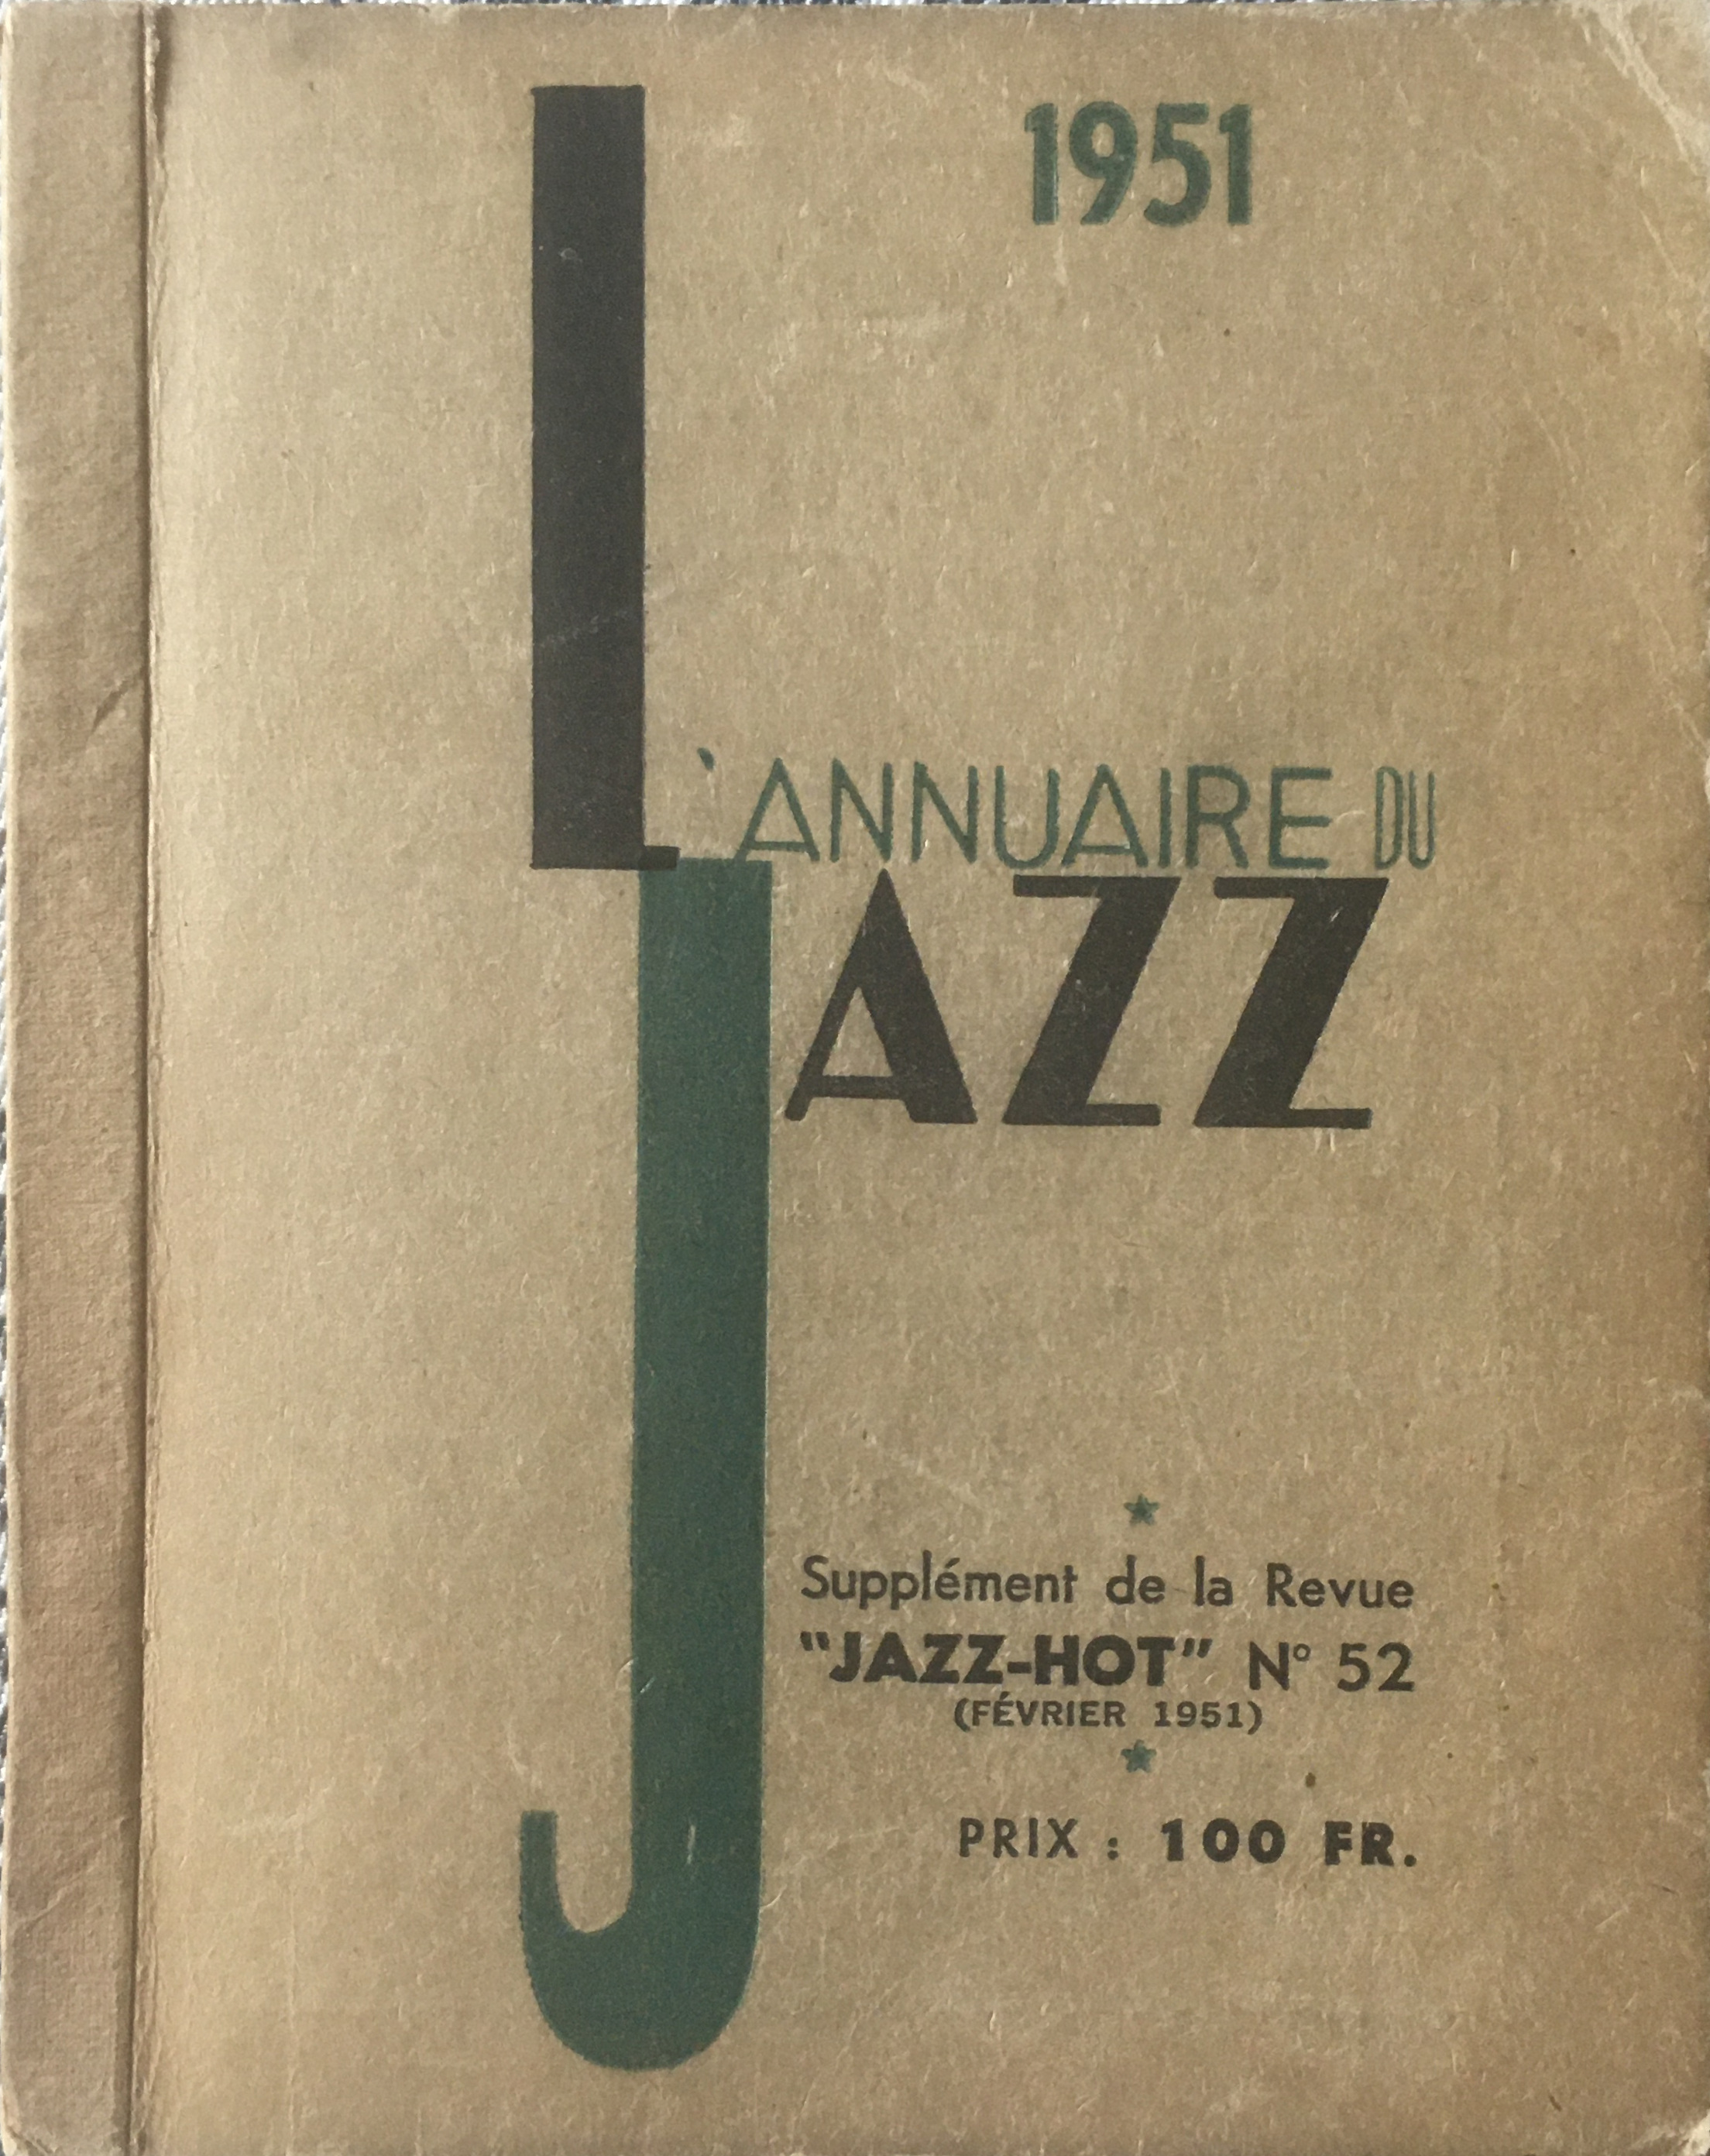 1951
L'ANNUAIRE DU
JAZZ
Supplément de la Revue
"JAZZ-HOT" N° 52
(FÉVRIER 1951)
PRIX : 100 FR.